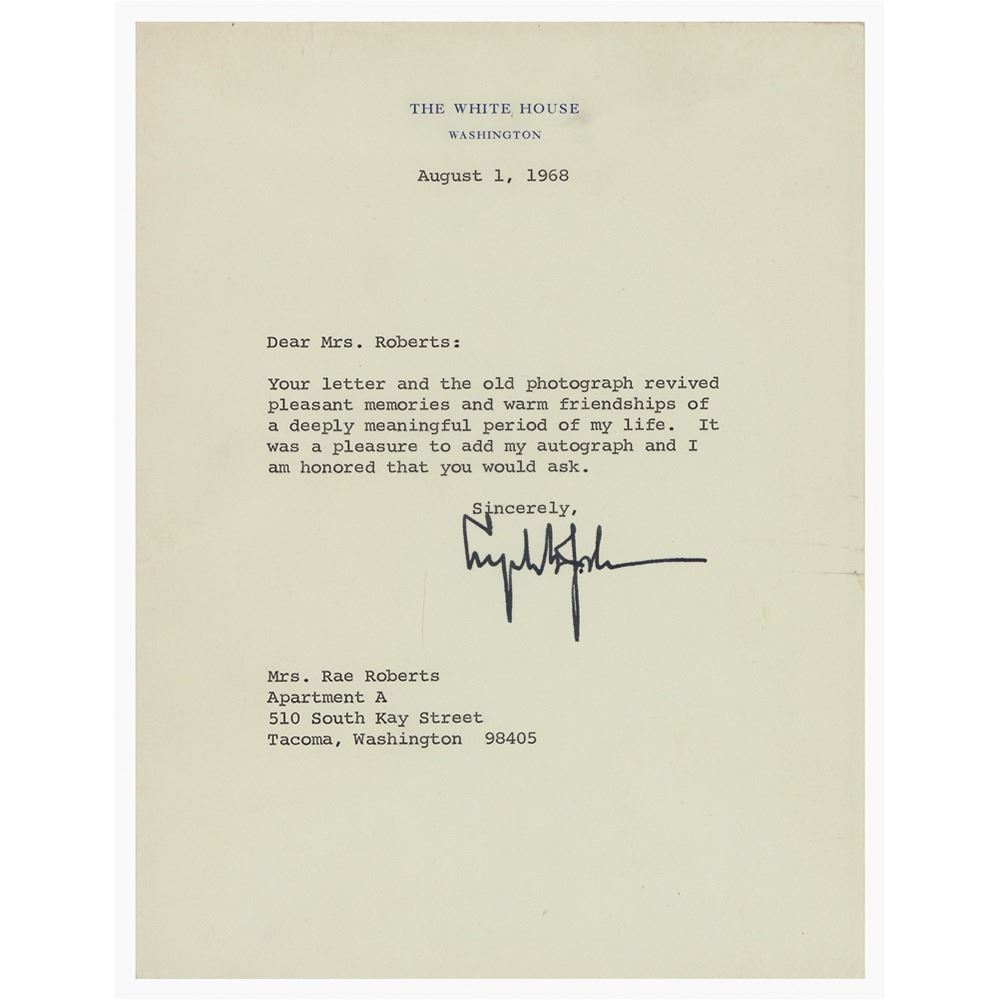 THE WHITE HOUSE
WASHINGTON
August 1, 1968
Dear Mrs. Roberts:
Your letter and the old photograph revived
pleasant memories and warm friendships of
a deeply meaningful period of my life.  It
was a pleasure to add my autograph and I
am honored that you would ask.
Sincerely,
Mrs. Rae Roberts
Apartment A
510 South Kay Street
Tacoma, Washington  98405